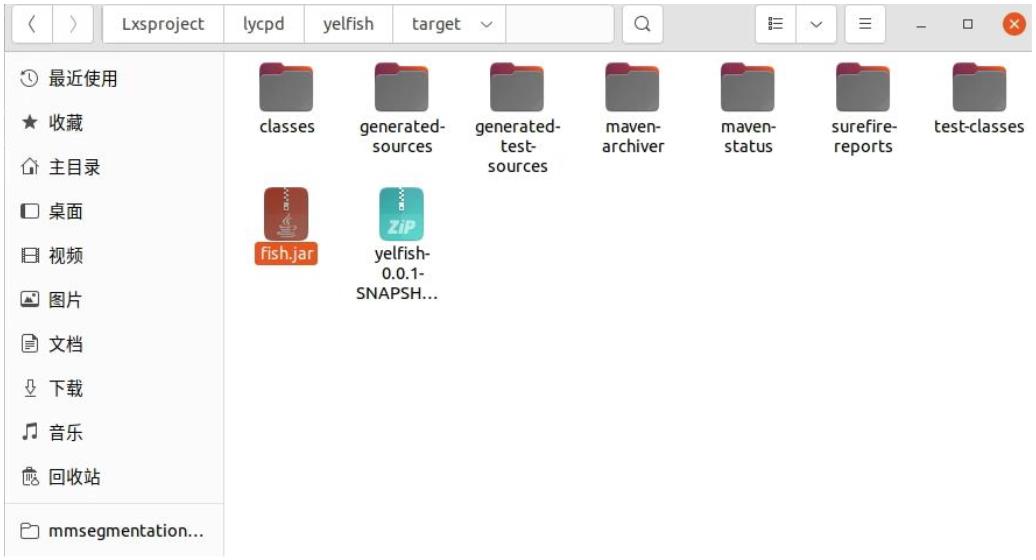 Lxsproject lycpd yelfish target
最近使用
收藏
主目录
桌面
视频
图片
文档
下载
音乐
回收站
mmsegmentation...
classes
generated-
sources
generated-
test-
sources
maven-
archiver
maven-
status
surefire-
reports
test-classes
fish.jar
ZiP
yelfish-
0.0.1-
SNAPSH...